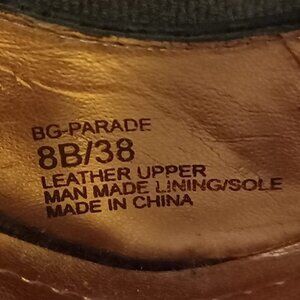 BG-PARADE
8B/38
LEATHER UPPER
MAN MADE LINING/SOLE
MADE IN CHINA